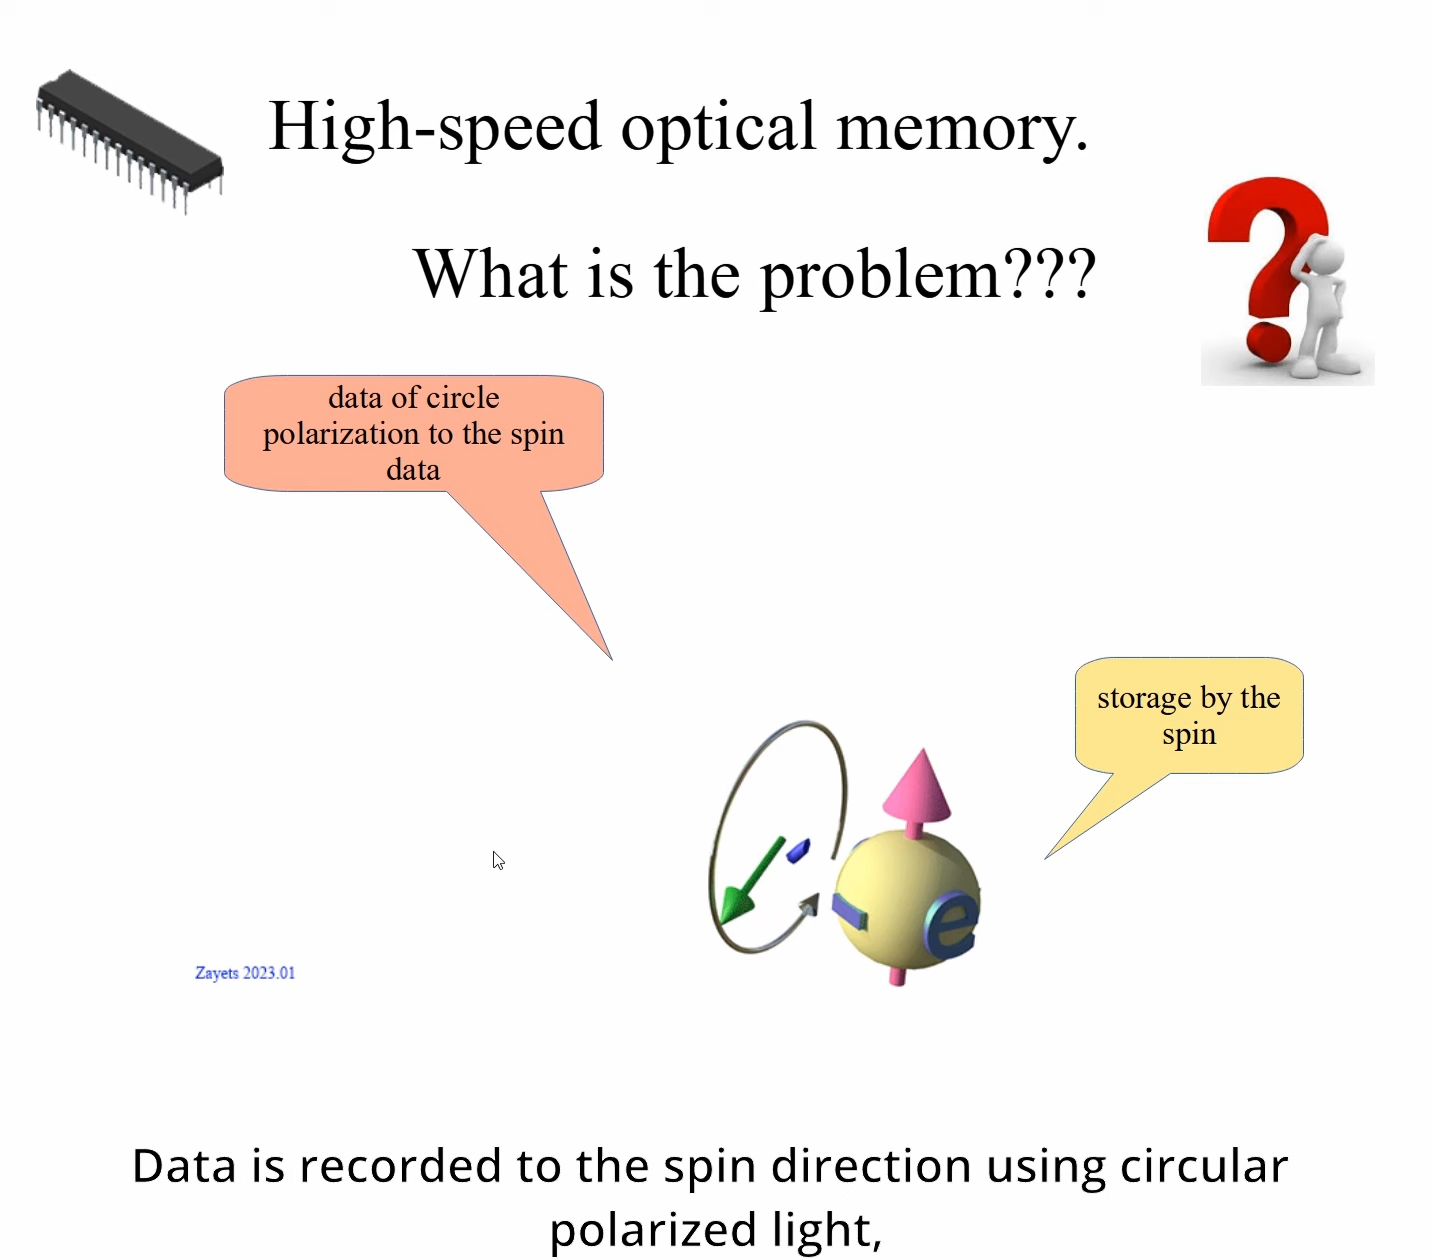 High-speed optical memory.
What is the problem???
data of circle
polarization to the spin
data
storage by the
spin
- e
Zayets 2023.01
Data is recorded to the spin direction using circular
polarized light,